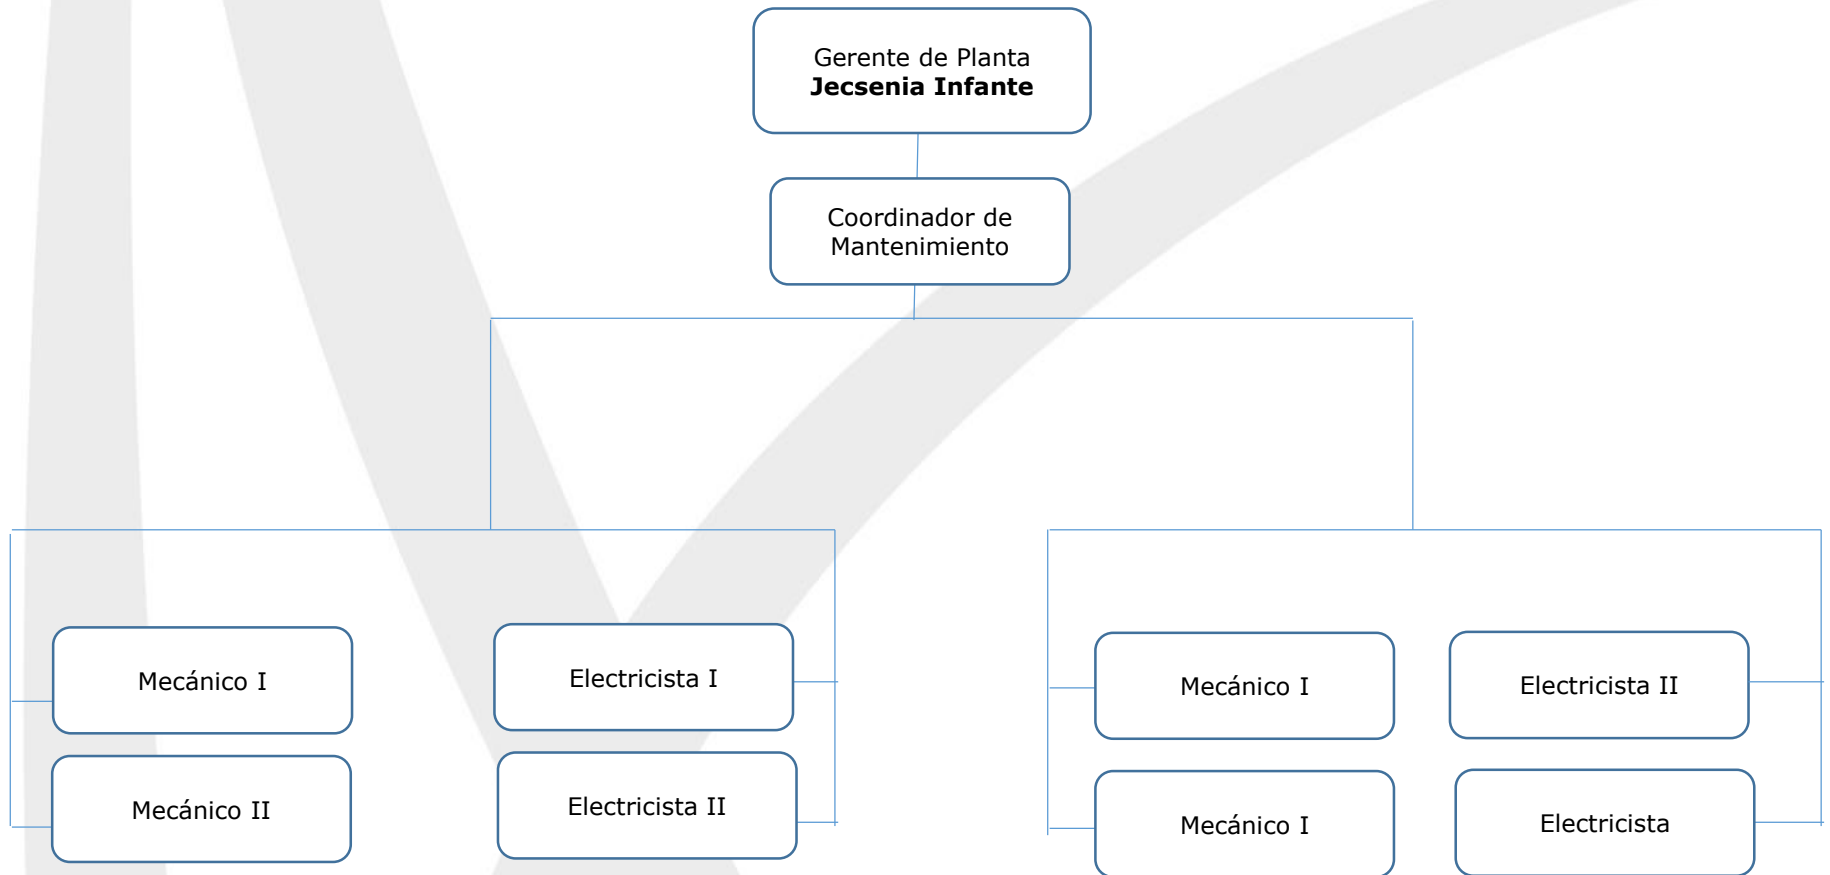 Gerente de Planta
Jecsenia Infante
Coordinador de
Mantenimiento
Mecánico I
Electricista I
Mecánico II
Electricista II
Mecánico I
Electricista II
Mecánico I
Electricista